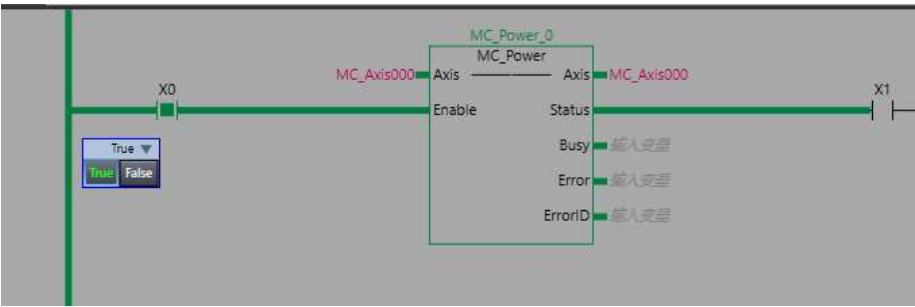 MC_Power_0
MC_Power
MC_Axis000 Axis Axis MC_Axis000
X0 X1
Enable Status
True
Busy 输入变量
True False
Error 输入变量
ErrorID 输入变量